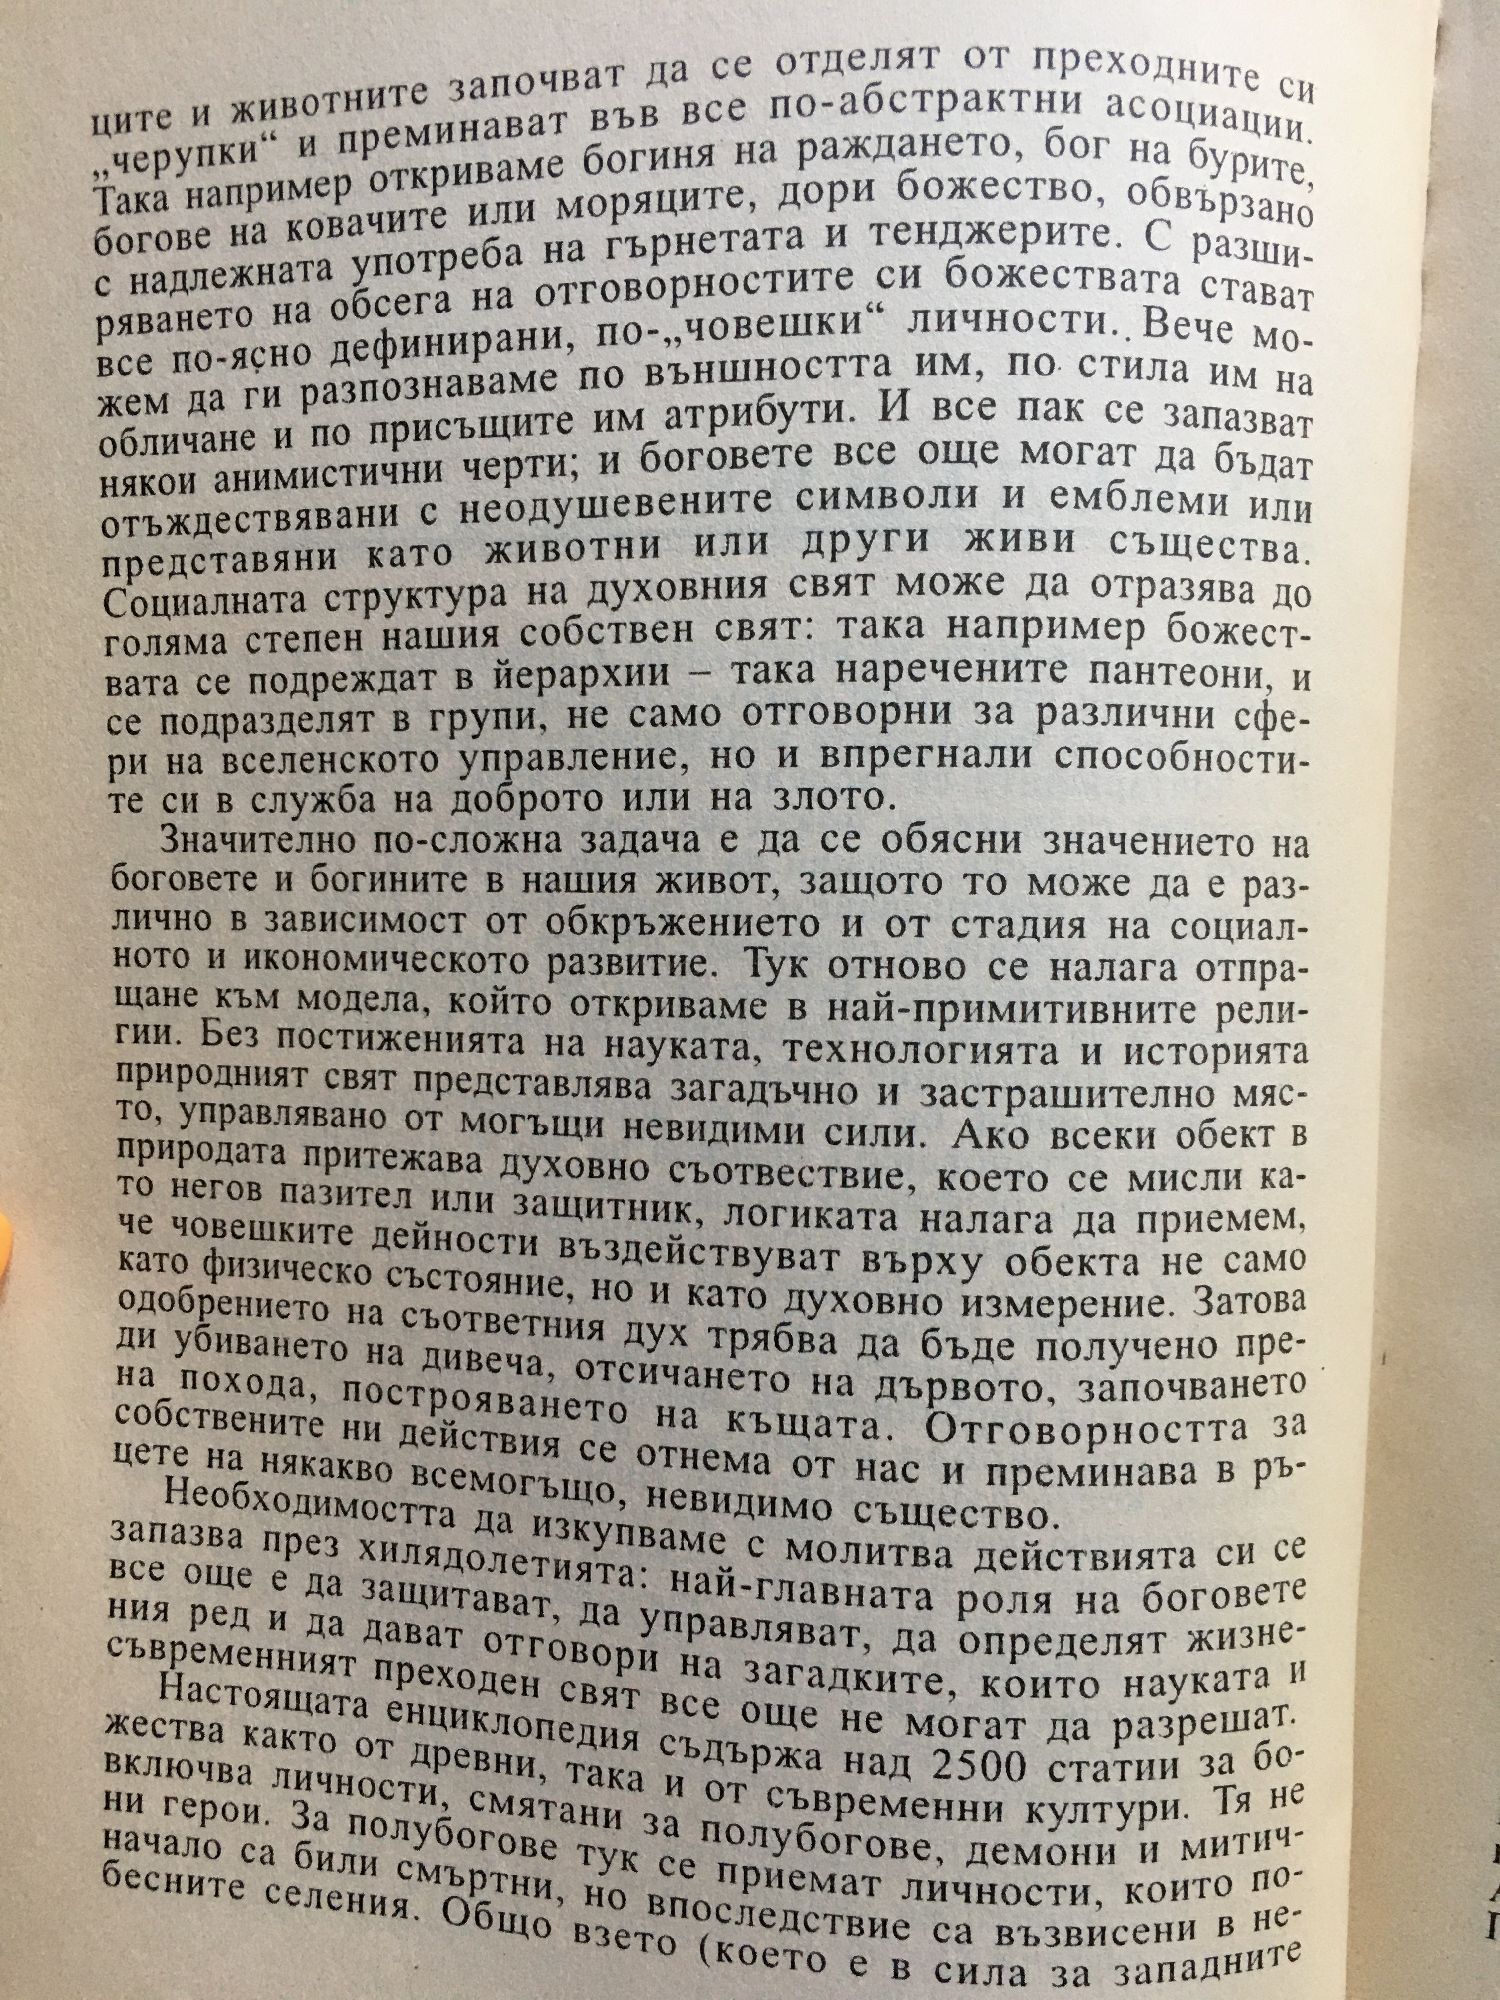 ците и животните започват да се отделят от преходните си
„черупки“ и преминават във все по-абстрактни асоциации.
Така например откриваме богиня на раждането, бог на бурите,
богове на ковачите или моряците, дори божество, обвързано
с надлежната употреба на гърнетата и тенджерите. С разши-
ряването на обсега на отговорностите си божествата стават
все по-ясно дефинирани, по-„човешки“ личности. Вече мо-
жем да ги разпознаваме по външността им, по стила им на
обличане и по присъщите им атрибути. И все пак се запазват
някои анимистични черти; и боговете все още могат да бъдат
отъждествявани с неодушевените символи и емблеми или
представяни като животни или други живи същества.
Социалната структура на духовния свят може да отразява до
голяма степен нашия собствен свят: така например божест-
вата се подреждат в йерархии – така наречените пантеони, и
се подразделят в групи, не само отговорни за различни сфе-
ри на вселенското управление, но и впрегнали способности-
те си в служба на доброто или на злото.
Значително по-сложна задача е да се обясни значението на
боговете и богините в нашия живот, защото то може да е раз-
лично в зависимост от обкръжението и от стадия на социал-
ното и икономическото развитие. Тук отново се налага отпра-
щане към модела, който откриваме в най-примитивните рели-
гии. Без постиженията на науката, технологията и историята
природният свят представлява загадъчно и застрашително мяс-
то, управлявано от могъщи невидими сили. Ако всеки обект в
природата притежава духовно съотвествие, което се мисли ка-
то негов пазител или защитник, логиката налага да приемем,
че човешките дейности въздействуват върху обекта не само
като физическо състояние, но и като духовно измерение. Затова
одобрението на съответния дух трябва да бъде получено пре-
ди убиването на дивеча, отсичането на дървото, започването
на похода, построяването на къщата. Отговорността за
собствените ни действия се отнема от нас и преминава в ръ-
цете на някакво всемогъщо, невидимо същество.
Необходимостта да изкупваме с молитва действията си се
запазва през хилядолетията: най-главната роля на боговете
все още е да защитават, да управляват, да определят жизне-
ния ред и да дават отговори на загадките, които науката и
съвременният преходен свят все още не могат да разрешат.
Настоящата енциклопедия съдържа над 2500 статии за бо-
жества както от древни, така и от съвременни култури. Тя не
включва личности, смятани за полубогове, демони и митич-
ни герои. За полубогове тук се приемат личности, които по-
начало са били смъртни, но впоследствие са възвисени в не-
бесните селения. Общо взето (което е в сила за западните